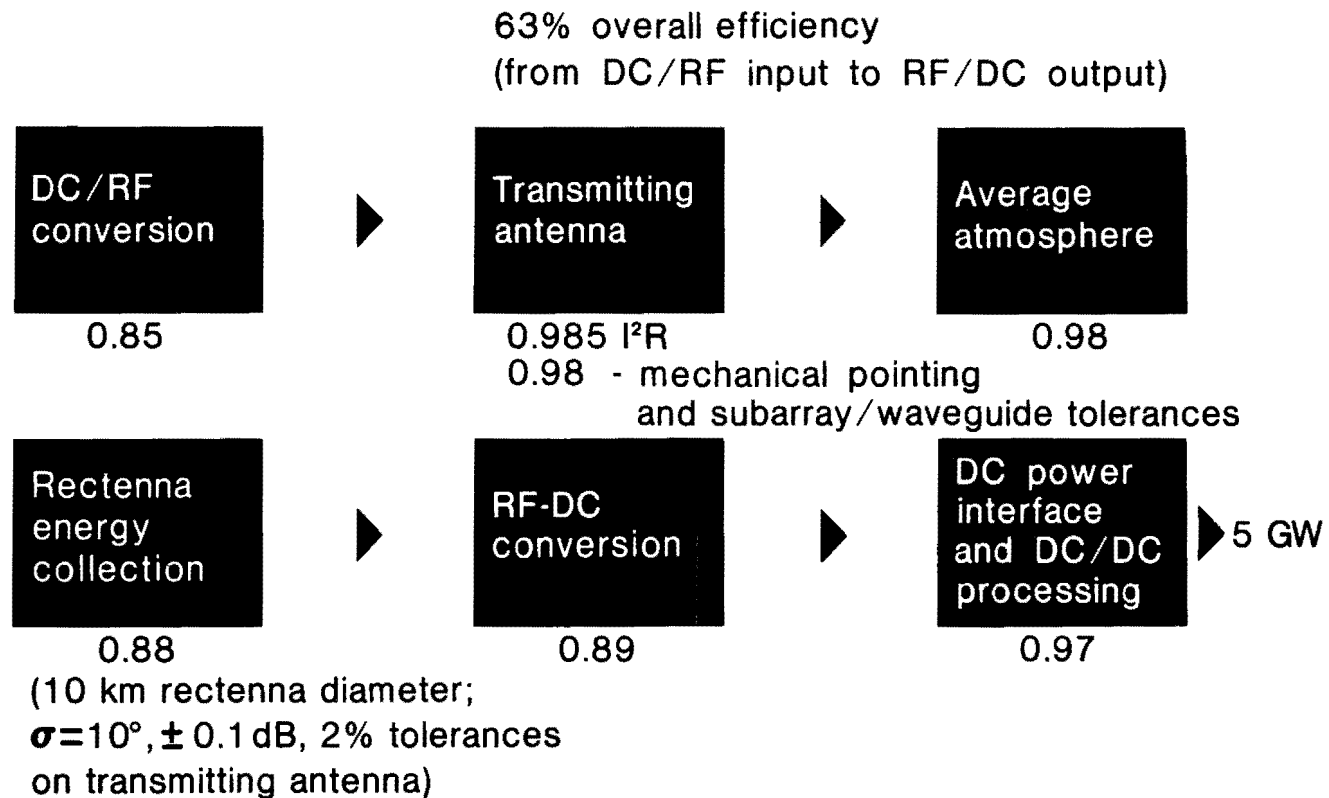 63% overall efficiency
(from DC/RF input to RF/DC output)
DC/RF
conversion
0.85
Transmitting
antenna
0.985 I²R
0.98 - mechanical pointing
and subarray/waveguide tolerances
Average
atmosphere
0.98
Rectenna
energy
collection
0.88
(10 km rectenna diameter;
σ=10°, ± 0.1 dB, 2% tolerances
on transmitting antenna)
RF-DC
conversion
0.89
DC power
interface
and DC/DC
processing
0.97
5 GW